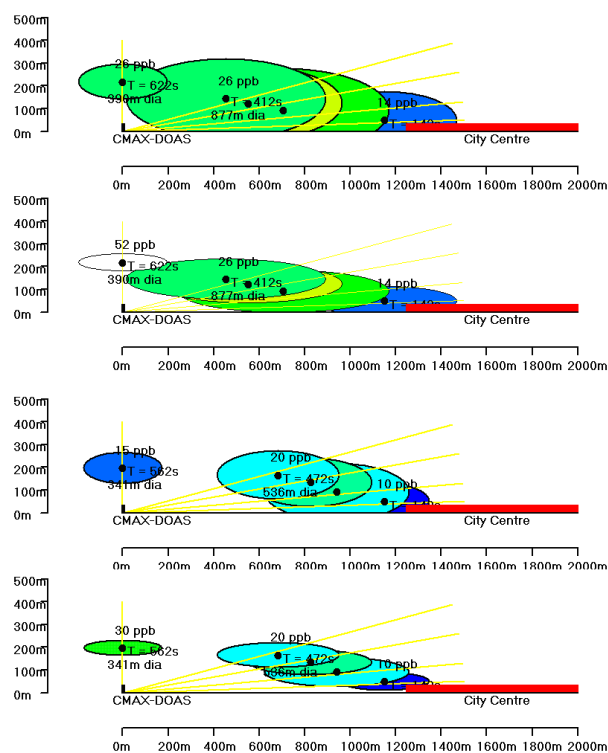 500m
400m
300m
200m
100m
0m
26 ppb
T = 622s
390m dia
26 ppb
T = 412s
877m dia
14 ppb
CMAX-DOAS
City Centre
0m 200m 400m 600m 800m 1000m 1200m 1400m 1600m 1800m 2000m
500m
400m
300m
200m
100m
0m
52 ppb
T = 622s
390m dia
26 ppb
T = 412s
877m dia
14 ppb
CMAX-DOAS
City Centre
0m 200m 400m 600m 800m 1000m 1200m 1400m 1600m 1800m 2000m
500m
400m
300m
200m
100m
0m
15 ppb
T = 562s
341m dia
20 ppb
T = 472s
536m dia
10 ppb
CMAX-DOAS
City Centre
0m 200m 400m 600m 800m 1000m 1200m 1400m 1600m 1800m 2000m
500m
400m
300m
200m
100m
0m
30 ppb
T = 562s
341m dia
20 ppb
T = 472s
536m dia
10 ppb
CMAX-DOAS
City Centre
0m 200m 400m 600m 800m 1000m 1200m 1400m 1600m 1800m 2000m